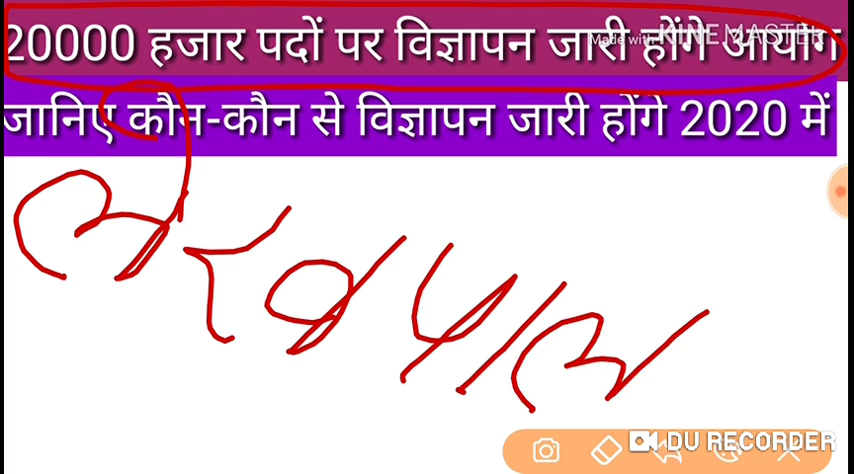 20000 हजार पदों पर विज्ञापन जारी होंगे आयोग
Made with KINEMASTER
जानिए कौन-कौन से विज्ञापन जारी होंगे 2020 में
लेखपाल
DU RECORDER